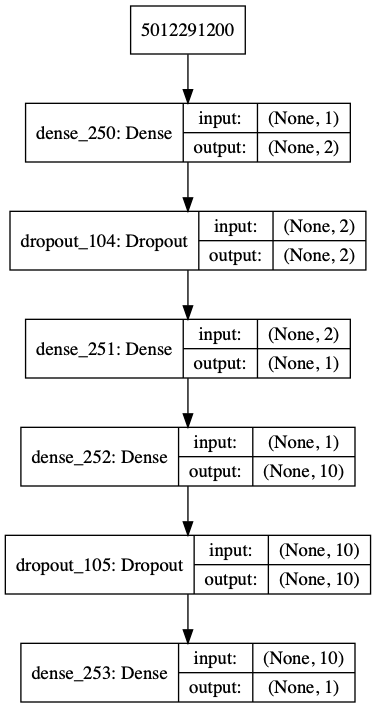 5012291200
dense_250: Dense
input: (None, 1)
output: (None, 2)
dropout_104: Dropout
input: (None, 2)
output: (None, 2)
dense_251: Dense
input: (None, 2)
output: (None, 1)
dense_252: Dense
input: (None, 1)
output: (None, 10)
dropout_105: Dropout
input: (None, 10)
output: (None, 10)
dense_253: Dense
input: (None, 10)
output: (None, 1)